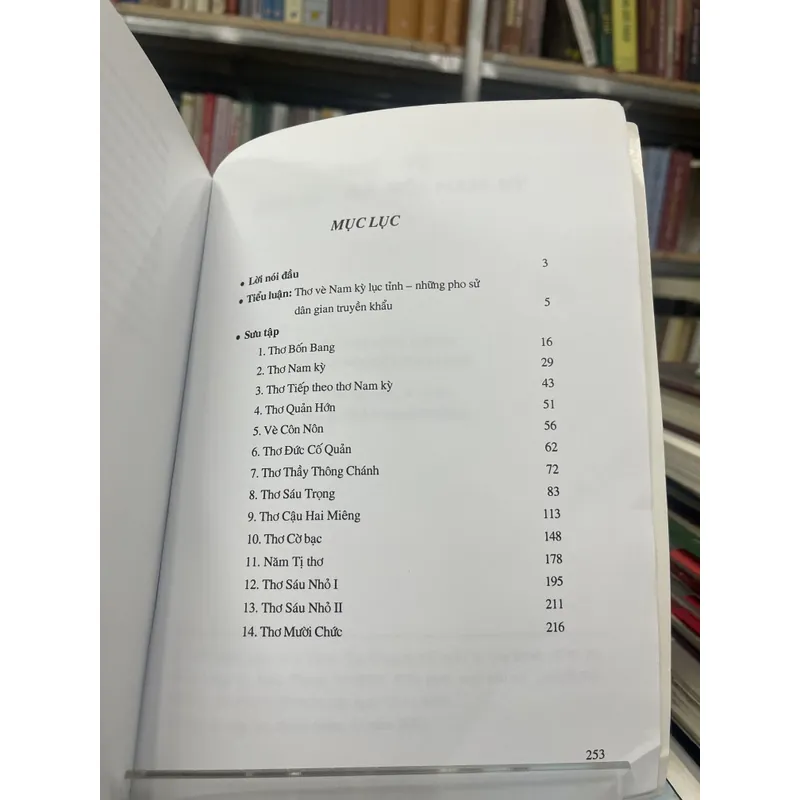 MỤC LỤC
• Lời nói đầu 3
• Tiểu luận: Thơ vè Nam kỳ lục tỉnh – những pho sử
dân gian truyền khẩu 5
• Sưu tập
1. Thơ Bốn Bang 16
2. Thơ Nam kỳ 29
3. Thơ Tiếp theo thơ Nam kỳ 43
4. Thơ Quản Hớn 51
5. Vè Côn Nôn 56
6. Thơ Đức Cố Quản 62
7. Thơ Thầy Thông Chánh 72
8. Thơ Sáu Trọng 83
9. Thơ Cậu Hai Miêng 113
10. Thơ Cờ bạc 148
11. Năm Tị thơ 178
12. Thơ Sáu Nhỏ I 195
13. Thơ Sáu Nhỏ II 211
14. Thơ Mười Chức 216
253